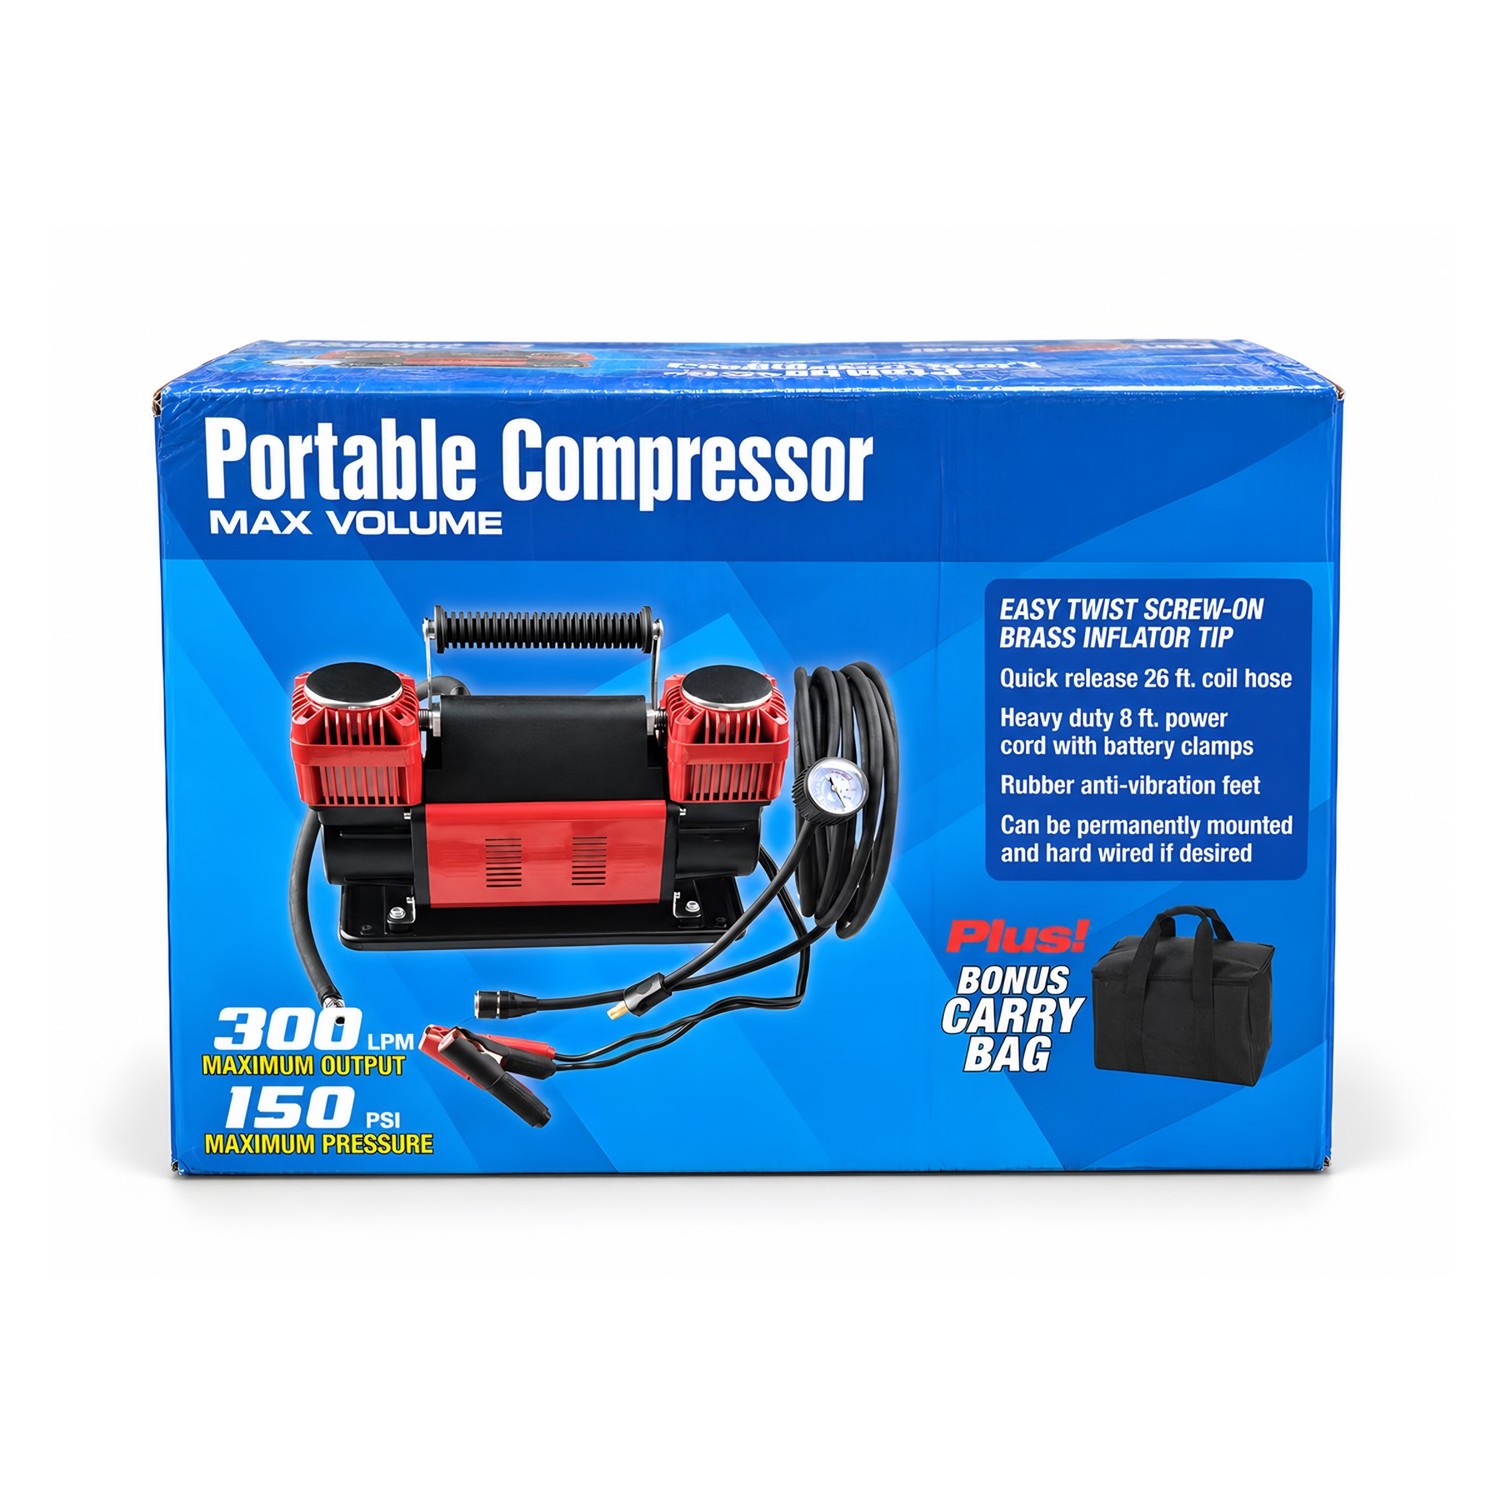 Portable Compressor
MAX VOLUME
EASY TWIST SCREW-ON
BRASS INFLATOR TIP
Quick release 26 ft. coil hose
Heavy duty 8 ft. power
cord with battery clamps
Rubber anti-vibration feet
Can be permanently mounted
and hard wired if desired
Plus!
BONUS
CARRY
BAG
300 LPM
MAXIMUM OUTPUT
150 PSI
MAXIMUM PRESSURE